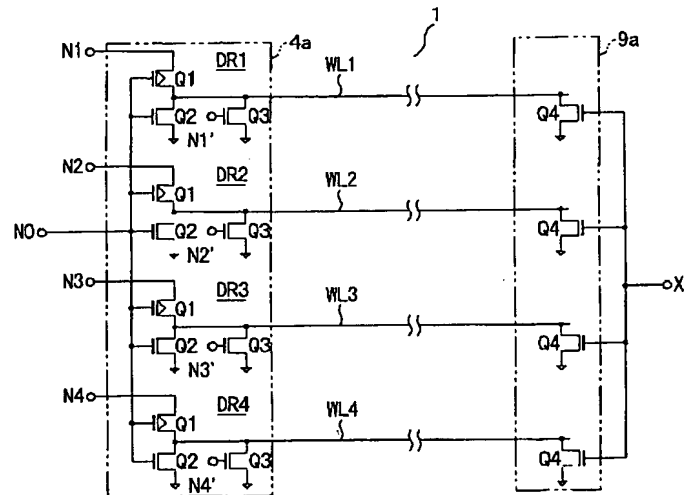 1
N1 DR1 4a WL1 9a
Q1
Q2 Q3 Q4
N1'
N2 DR2 WL2
Q1
N0 Q2 Q3 Q4
N2'
N3 DR3 WL3 X
Q1
Q2 Q3 Q4
N3'
N4 DR4 WL4
Q1
Q2 Q3 Q4
N4'